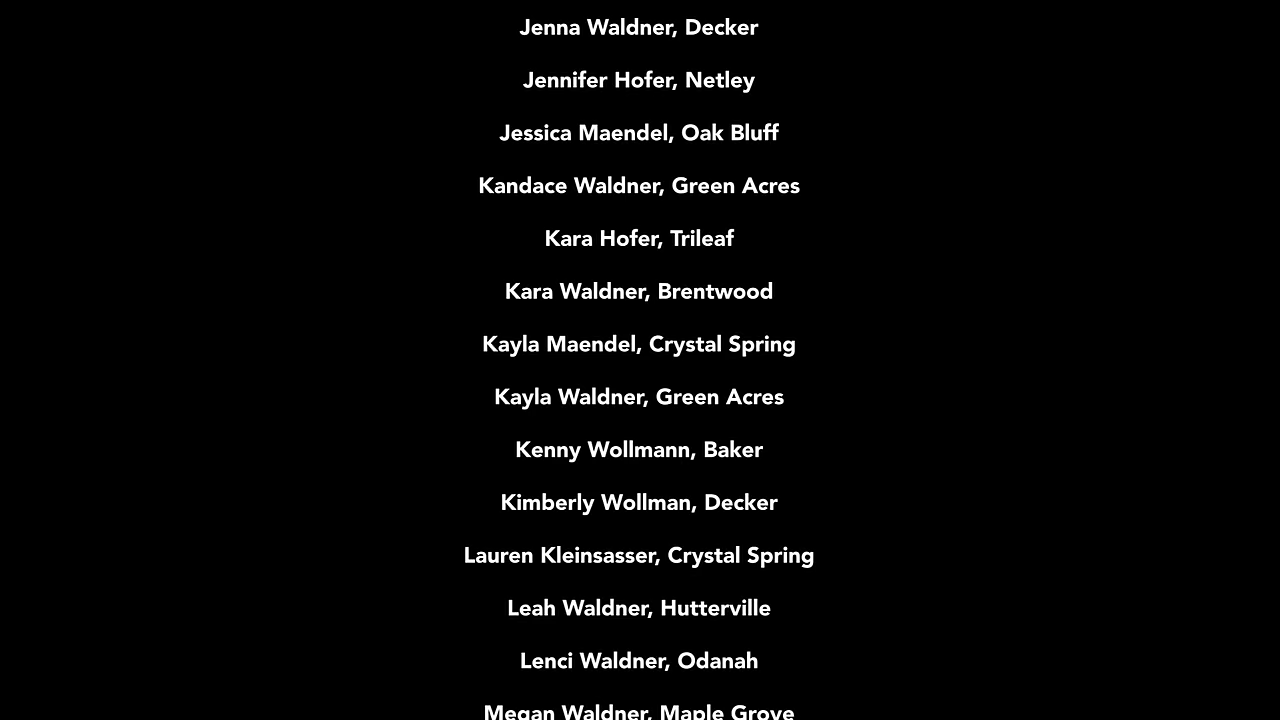 Jenna Waldner, Decker
Jennifer Hofer, Netley
Jessica Maendel, Oak Bluff
Kandace Waldner, Green Acres
Kara Hofer, Trileaf
Kara Waldner, Brentwood
Kayla Maendel, Crystal Spring
Kayla Waldner, Green Acres
Kenny Wollmann, Baker
Kimberly Wollman, Decker
Lauren Kleinsasser, Crystal Spring
Leah Waldner, Hutterville
Lenci Waldner, Odanah
Megan Waldner, Maple Grove